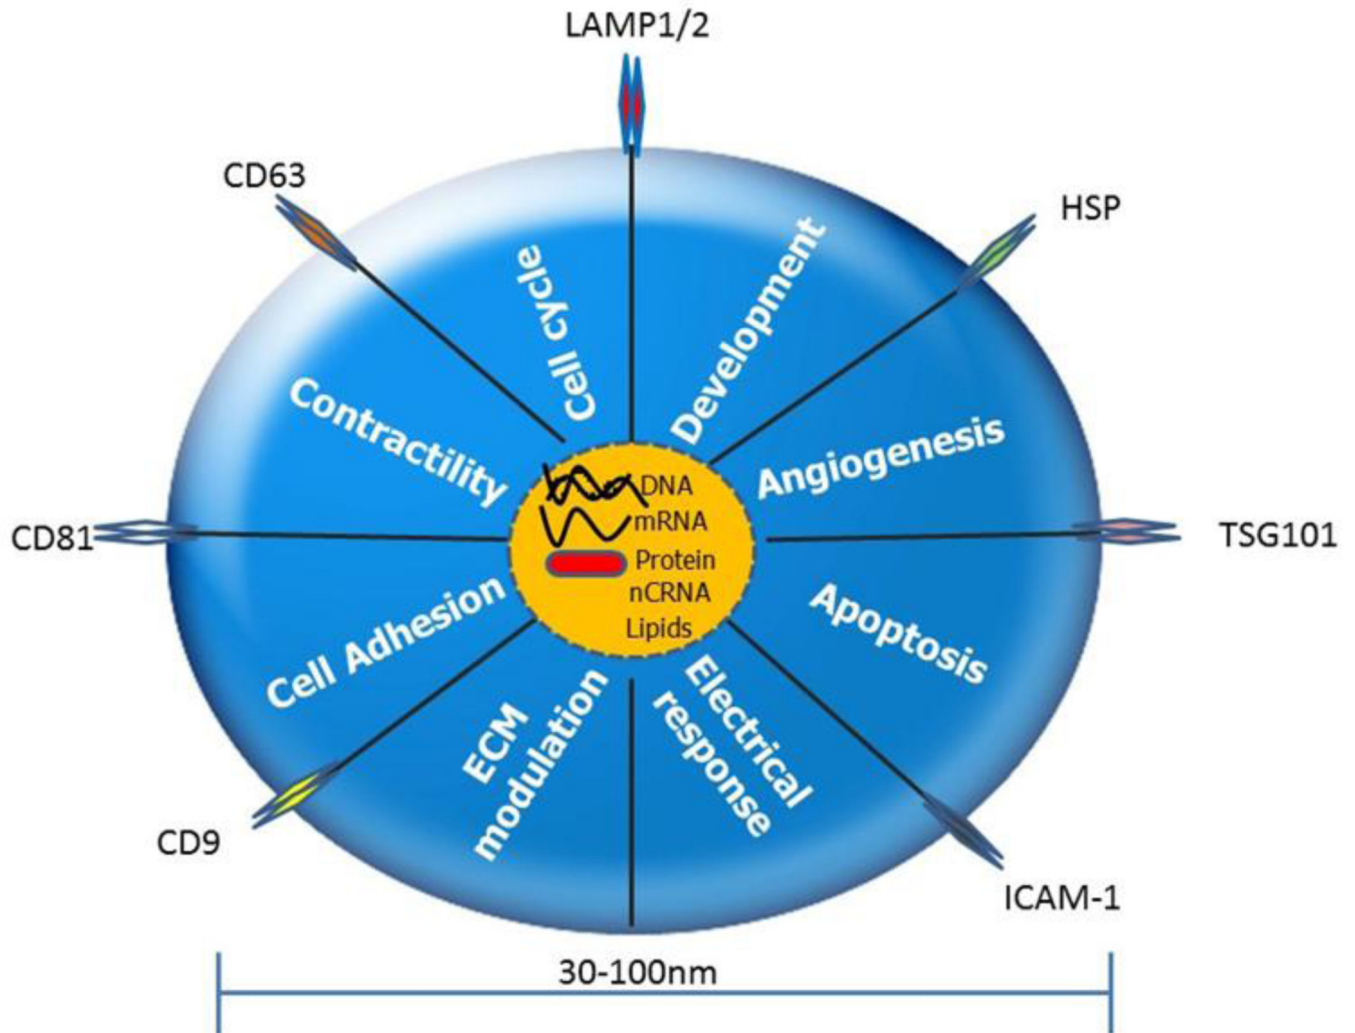 LAMP1/2
CD63
HSP
Cell cycle
Development
Contractility
Angiogenesis
DNA
mRNA
Protein
nCRNA
Lipids
CD81
TSG101
Cell Adhesion
Apoptosis
ECM
modulation
Electrical
response
CD9
ICAM-1
30-100nm